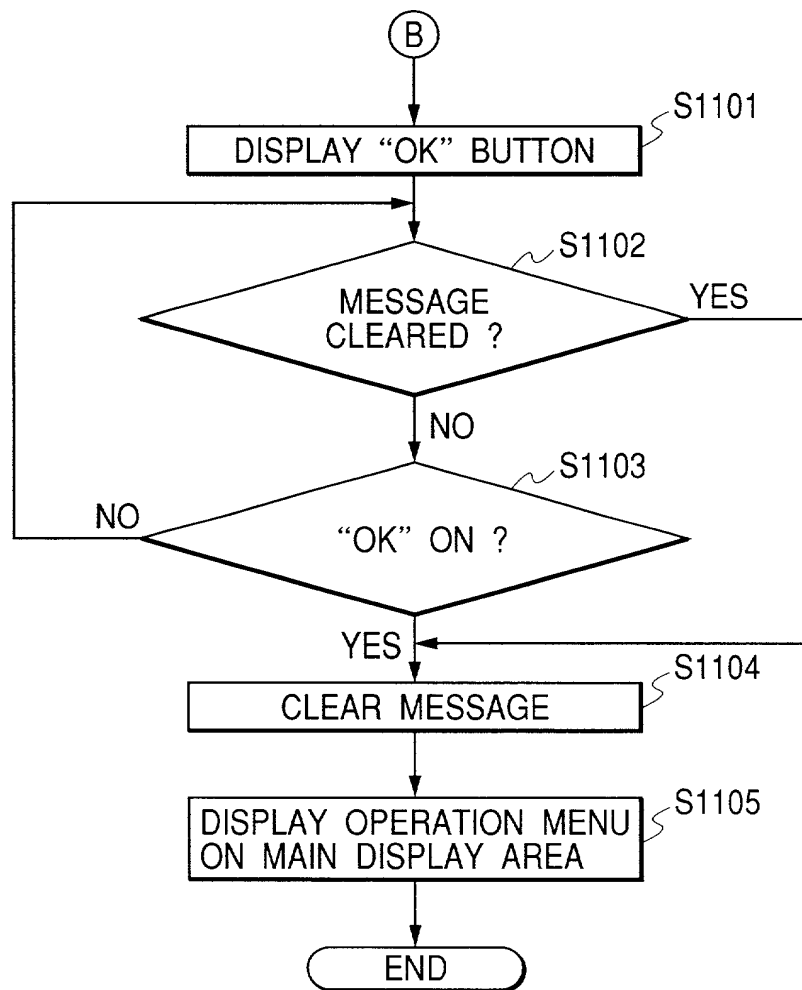 B
S1101
DISPLAY “OK” BUTTON
S1102
MESSAGE
CLEARED ?
YES
NO
S1103
“OK” ON ?
NO
YES
S1104
CLEAR MESSAGE
S1105
DISPLAY OPERATION MENU
ON MAIN DISPLAY AREA
END